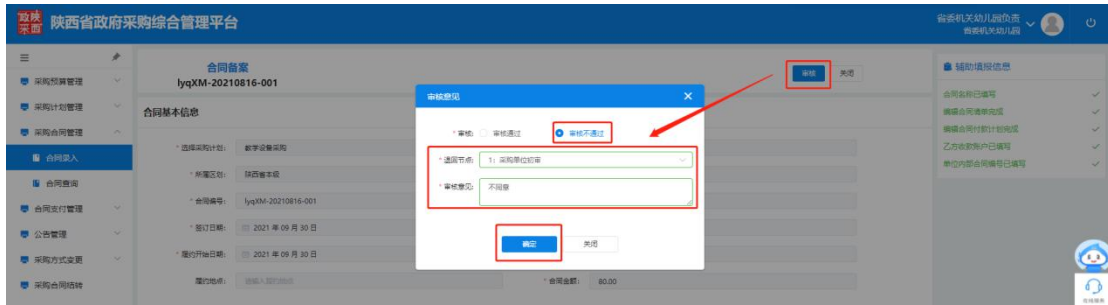 政陕
采西
陕西省政府采购综合管理平台
省委机关幼儿园负责
省委机关幼儿园
采购预算管理
采购计划管理
采购合同管理
合同录入
合同查询
合同支付管理
公告管理
采购方式变更
采购合同结转
合同备案
lyqXM-20210816-001
审核
关闭
合同基本信息
* 选择采购计划:
教学设备采购
* 所属区划:
陕西省本级
* 合同编号:
lyqXM-20210816-001
* 签订日期:
2021 年 09 月 30 日
* 履约开始日期:
2021 年 09 月 30 日
履约地点:
请输入履约地点
* 合同金额:
80.00
审核意见
* 审核:
审核通过
审核不通过
* 退回节点:
1: 采购单位初审
* 审核意见:
不同意
确定
关闭
辅助填报信息
合同名称已填写
编辑合同清单完成
编辑合同付款计划完成
乙方收款账户已填写
单位内部合同编号已填写
在线服务